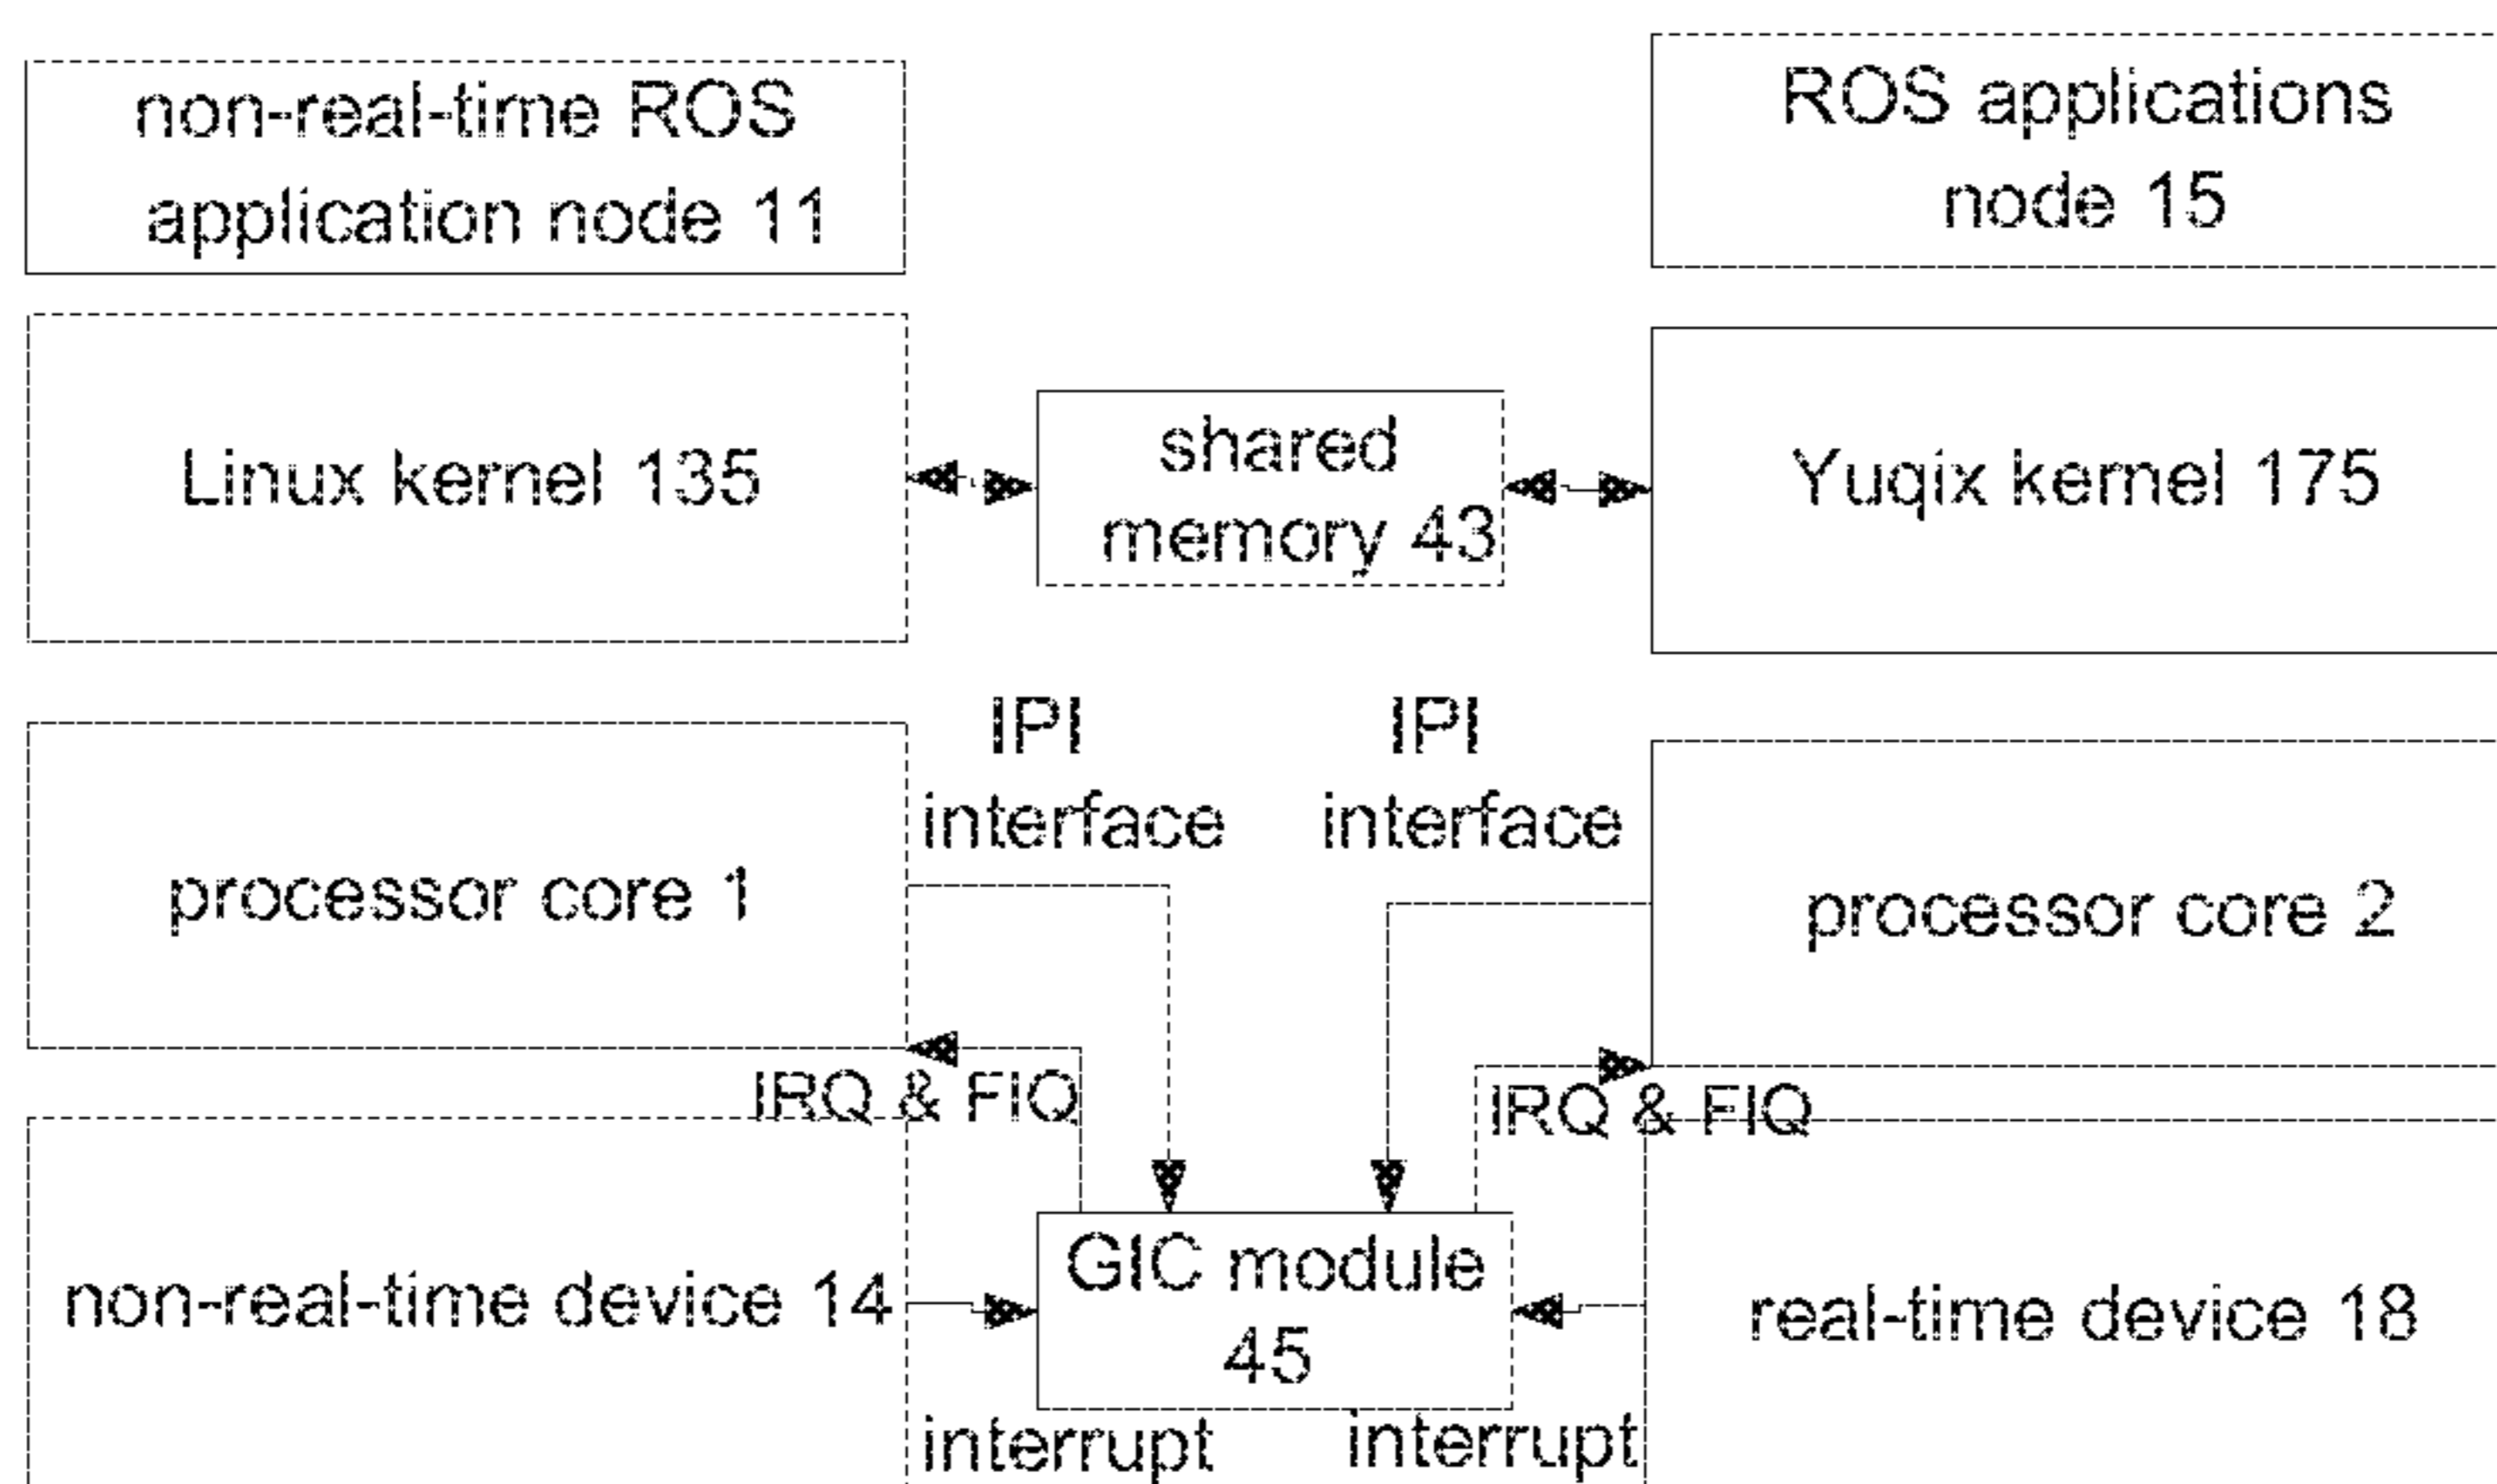 non-real-time ROS
application node 11
ROS applications
node 15
Linux kernel 135
shared
memory 43
Yuqix kernel 175
IPI
interface
IPI
interface
processor core 1
processor core 2
IRQ & FIQ
IRQ & FIQ
non-real-time device 14
GIC module
45
real-time device 18
interrupt
interrupt